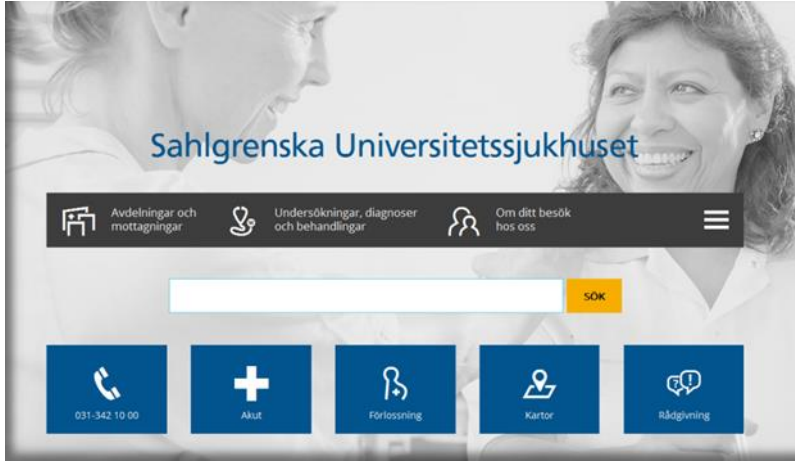 Sahlgrenska Universitetssjukhuset
Avdelningar och
mottagningar
Undersökningar, diagnoser
och behandlingar
Om ditt besök
hos oss
SÖK
031-342 10 00
Akut
Förlossning
Kartor
Rådgivning